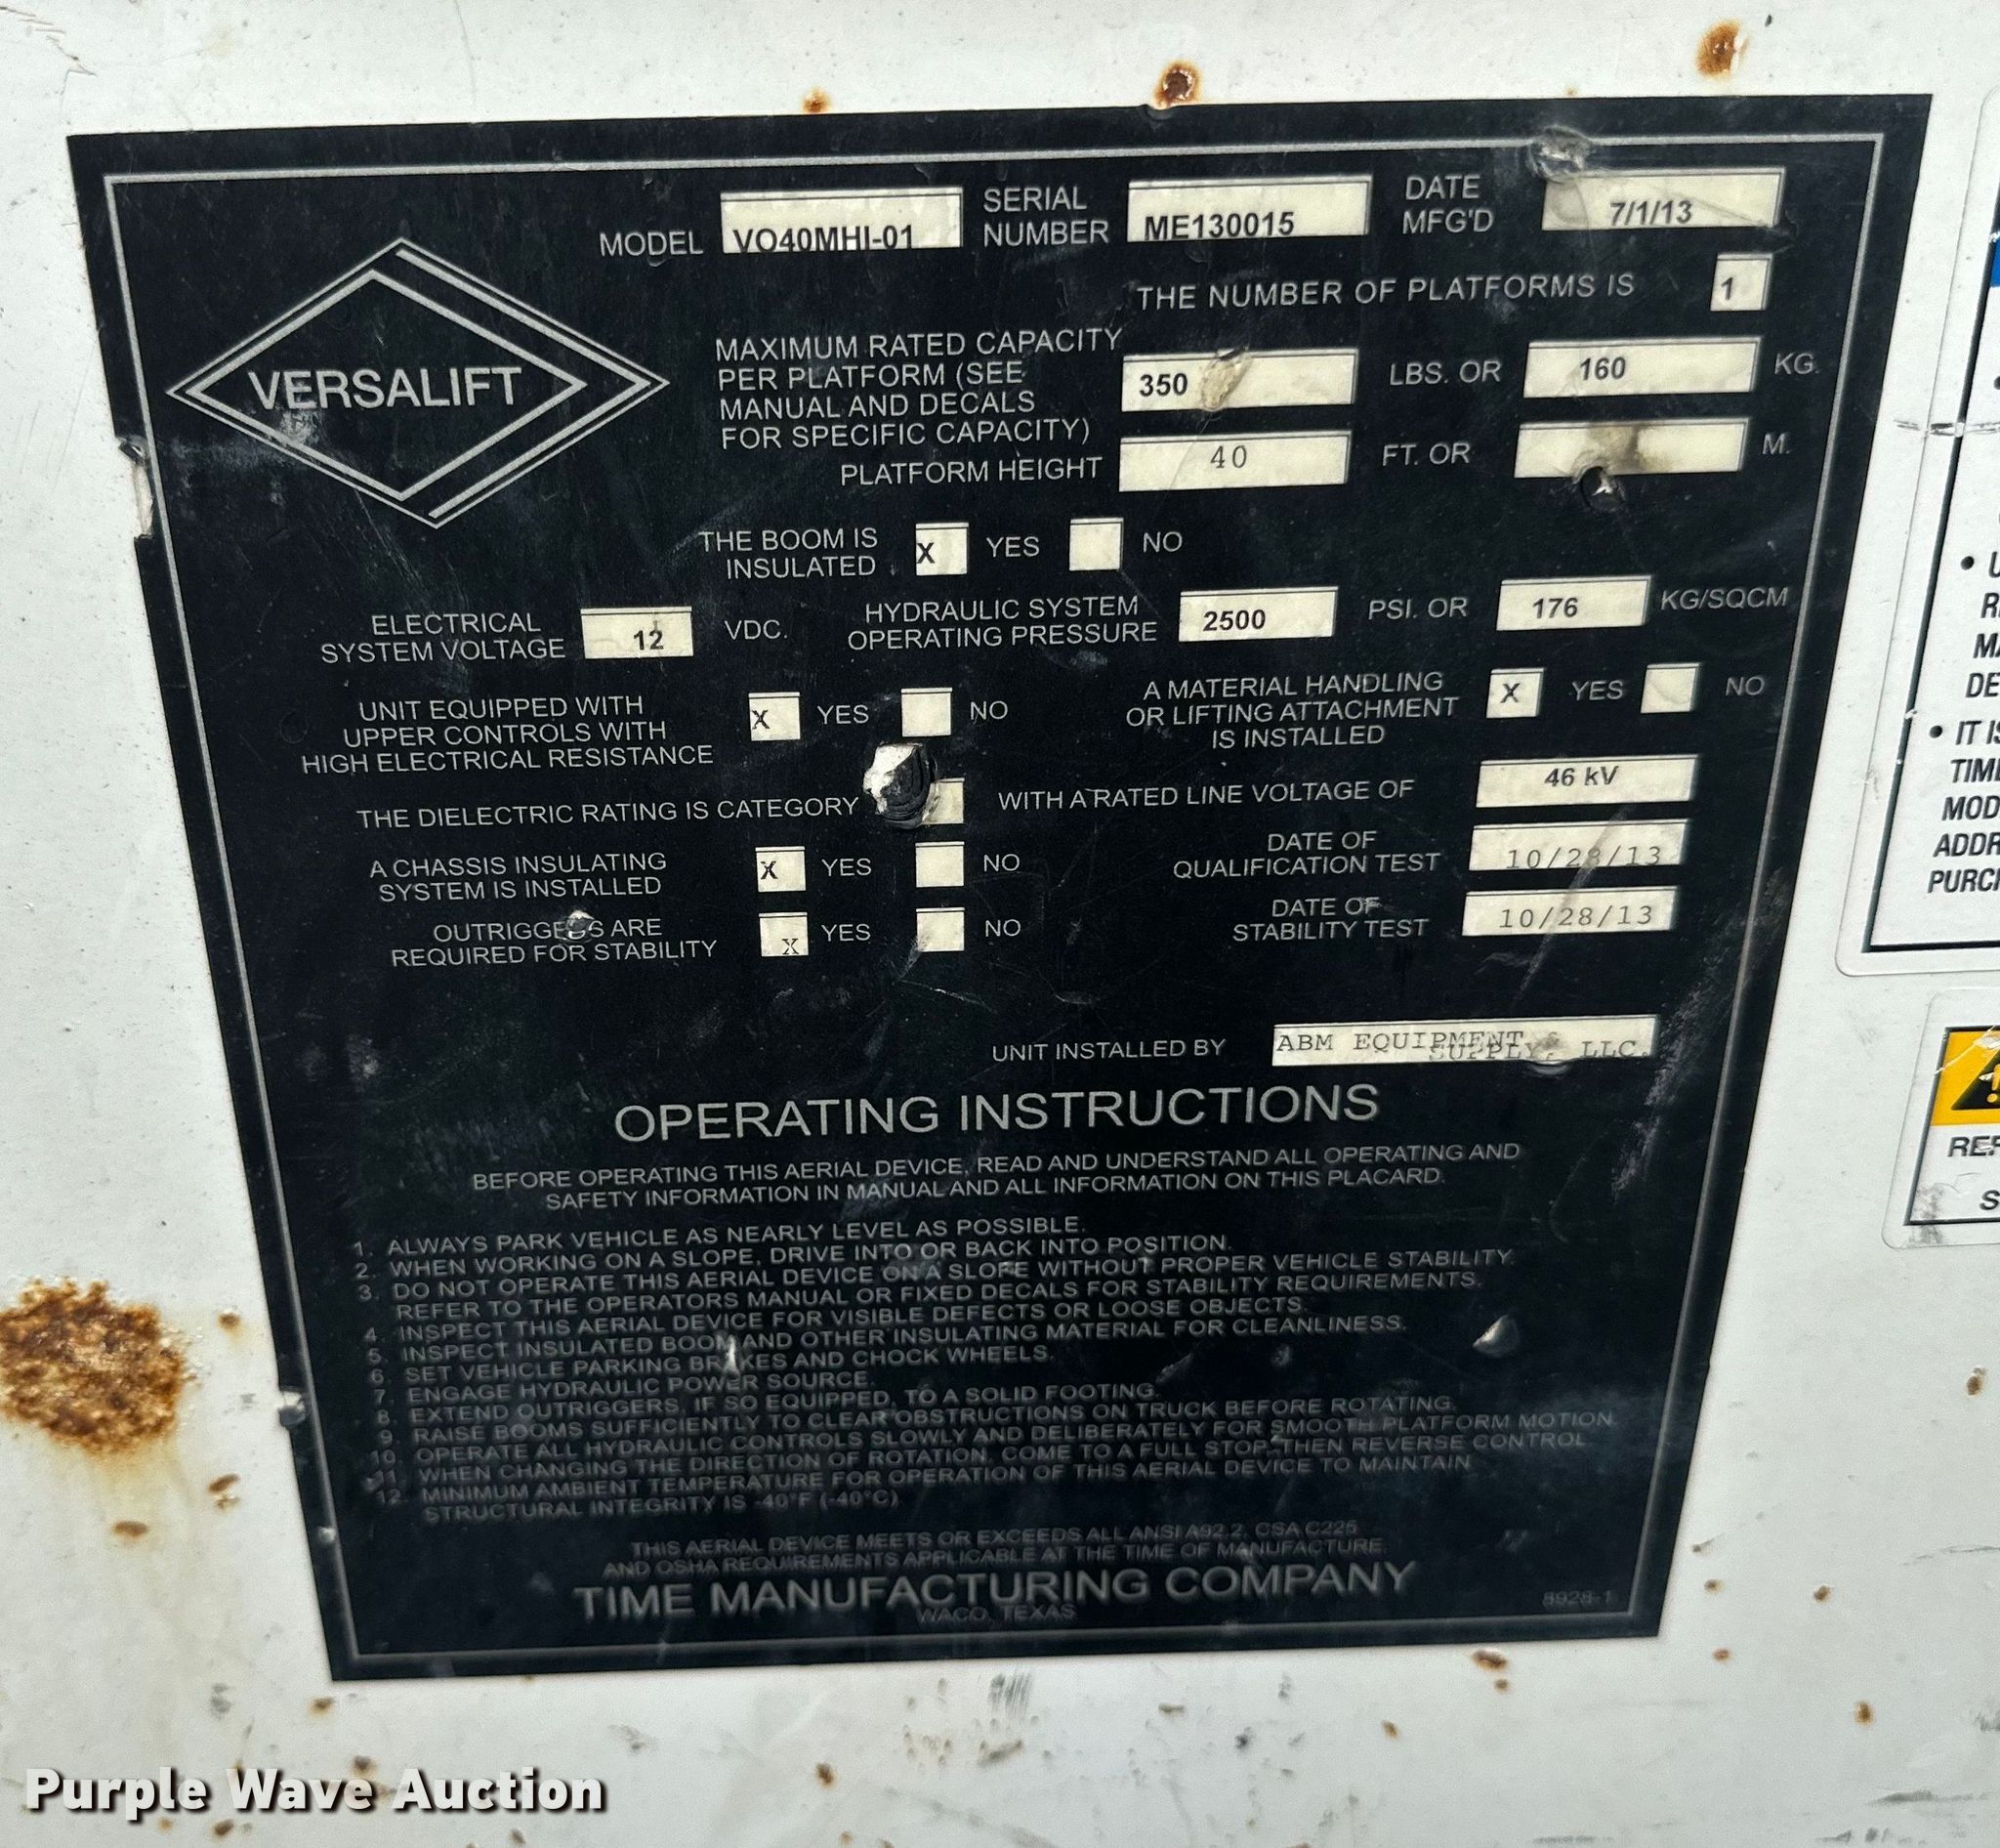 MODEL VO40MHI-01 SERIAL NUMBER ME130015 DATE MFG'D 7/1/13
THE NUMBER OF PLATFORMS IS 1
VERSALIFT
MAXIMUM RATED CAPACITY
PER PLATFORM (SEE
MANUAL AND DECALS
FOR SPECIFIC CAPACITY)
350 LBS. OR 160 KG.
PLATFORM HEIGHT 40 FT. OR M.
THE BOOM IS
INSULATED X YES NO
ELECTRICAL
SYSTEM VOLTAGE 12 VDC.
HYDRAULIC SYSTEM
OPERATING PRESSURE 2500 PSI. OR 176 KG/SQCM
UNIT EQUIPPED WITH
UPPER CONTROLS WITH
HIGH ELECTRICAL RESISTANCE
X YES NO
A MATERIAL HANDLING
OR LIFTING ATTACHMENT
IS INSTALLED
X YES NO
THE DIELECTRIC RATING IS CATEGORY WITH A RATED LINE VOLTAGE OF 46 kV
A CHASSIS INSULATING
SYSTEM IS INSTALLED
X YES NO
DATE OF
QUALIFICATION TEST 10/28/13
OUTRIGGERS ARE
REQUIRED FOR STABILITY
X YES NO
DATE OF
STABILITY TEST 10/28/13
UNIT INSTALLED BY ABM EQUIPMENT &
SUPPLY, LLC.
OPERATING INSTRUCTIONS
BEFORE OPERATING THIS AERIAL DEVICE, READ AND UNDERSTAND ALL OPERATING AND
SAFETY INFORMATION IN MANUAL AND ALL INFORMATION ON THIS PLACARD.
1. ALWAYS PARK VEHICLE AS NEARLY LEVEL AS POSSIBLE.
2. WHEN WORKING ON A SLOPE, DRIVE INTO OR BACK INTO POSITION.
3. DO NOT OPERATE THIS AERIAL DEVICE ON A SLOPE WITHOUT PROPER VEHICLE STABILITY.
REFER TO THE OPERATORS MANUAL OR FIXED DECALS FOR STABILITY REQUIREMENTS.
4. INSPECT THIS AERIAL DEVICE FOR VISIBLE DEFECTS OR LOOSE OBJECTS.
5. INSPECT INSULATED BOOM AND OTHER INSULATING MATERIAL FOR CLEANLINESS.
6. SET VEHICLE PARKING BRAKES AND CHOCK WHEELS.
7. ENGAGE HYDRAULIC POWER SOURCE.
8. EXTEND OUTRIGGERS, IF SO EQUIPPED, TO A SOLID FOOTING.
9. RAISE BOOMS SUFFICIENTLY TO CLEAR OBSTRUCTIONS ON TRUCK BEFORE ROTATING.
10. OPERATE ALL HYDRAULIC CONTROLS SLOWLY AND DELIBERATELY FOR SMOOTH PLATFORM MOTION.
11. WHEN CHANGING THE DIRECTION OF ROTATION, COME TO A FULL STOP, THEN REVERSE CONTROL.
12. MINIMUM AMBIENT TEMPERATURE FOR OPERATION OF THIS AERIAL DEVICE TO MAINTAIN
STRUCTURAL INTEGRITY IS -40°F (-40°C)
THIS AERIAL DEVICE MEETS OR EXCEEDS ALL ANSI A92.2, CSA C225
AND OSHA REQUIREMENTS APPLICABLE AT THE TIME OF MANUFACTURE.
TIME MANUFACTURING COMPANY
WACO, TEXAS
8928-1
• IT IS
TIME
Purple Wave Auction